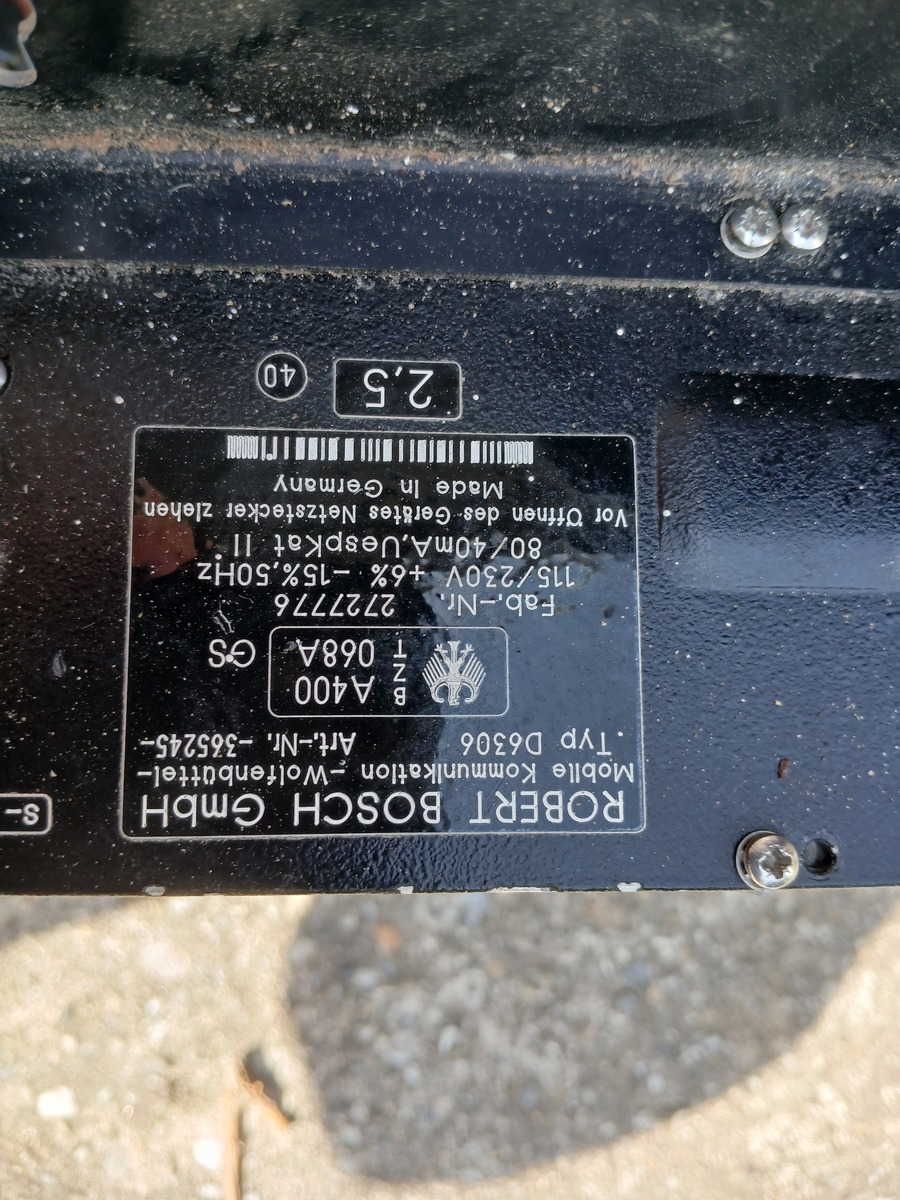 ROBERT BOSCH GmbH
Mobile Kommunikation -Wolfenbüttel-
Typ D6306 Art.-Nr. -365245-
BZT A400 068A GS
Fab.-Nr. 2727776
115/230V +6% -15%,50Hz
80/40mA,UespKat II
Vor Öffnen des Gerätes Netzstecker ziehen
Made In Germany
2,5 40
S-